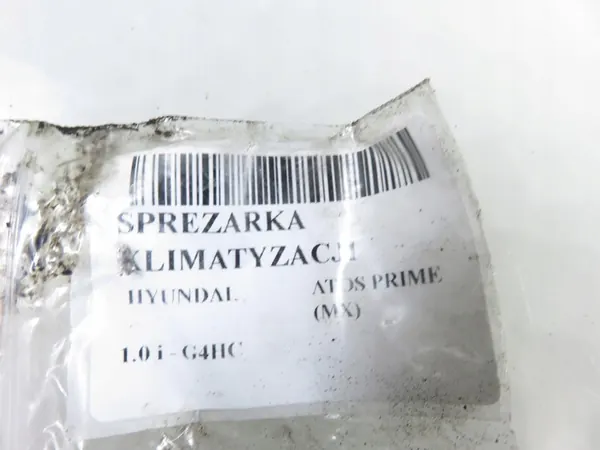 SPREZARKA
KLIMATYZACJI
HYUNDAI ATOS PRIME
(MX)
1.0 i - G4HC